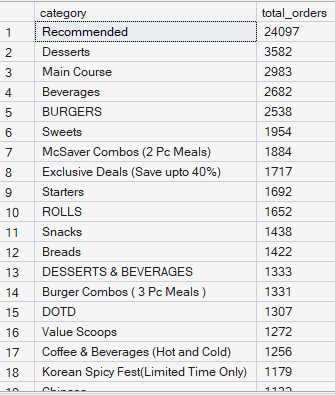 category total_orders
1 Recommended 24097
2 Desserts 3582
3 Main Course 2983
4 Beverages 2682
5 BURGERS 2538
6 Sweets 1954
7 McSaver Combos (2 Pc Meals) 1884
8 Exclusive Deals (Save upto 40%) 1717
9 Starters 1692
10 ROLLS 1652
11 Snacks 1438
12 Breads 1422
13 DESSERTS & BEVERAGES 1333
14 Burger Combos ( 3 Pc Meals ) 1331
15 DOTD 1307
16 Value Scoops 1272
17 Coffee & Beverages (Hot and Cold) 1256
18 Korean Spicy Fest(Limited Time Only) 1179
19 Chinese